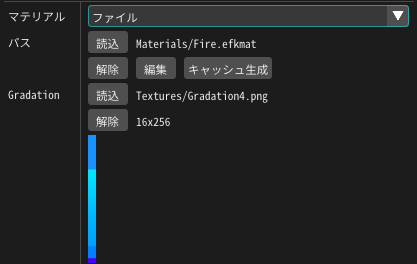 マテリアル ファイル
パス 読込 Materials/Fire.efkmat
解除 編集 キャッシュ生成
Gradation 読込 Textures/Gradation4.png
解除 16x256